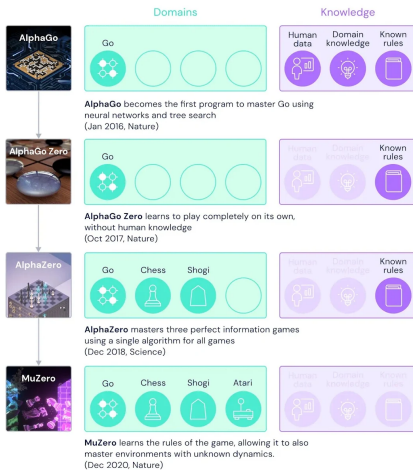 Domains
Knowledge
AlphaGo
Go
Human data
Domain knowledge
Known rules
AlphaGo becomes the first program to master Go using
neural networks and tree search
(Jan 2016, Nature)
AlphaGo Zero
Go
Human data
Domain knowledge
Known rules
AlphaGo Zero learns to play completely on its own,
without human knowledge
(Oct 2017, Nature)
AlphaZero
Go
Chess
Shogi
Human data
Domain knowledge
Known rules
AlphaZero masters three perfect information games
using a single algorithm for all games
(Dec 2018, Science)
MuZero
Go
Chess
Shogi
Atari
Human data
Domain knowledge
Known rules
MuZero learns the rules of the game, allowing it to also
master environments with unknown dynamics.
(Dec 2020, Nature)